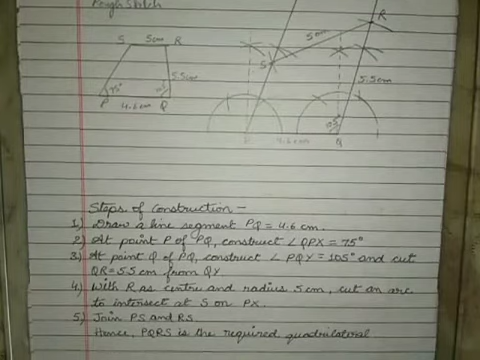 Rough Sketch
S 5cm R
75°
5.5cm
P 4.6cm Q
R
5cm
S
5.5cm
105°
P 4.6cm Q
Steps of Construction -
1) Draw a line segment PQ = 4.6 cm.
2) At point P of PQ, construct ∠QPX = 75°
3) At point Q of PQ, construct ∠PQY = 105° and cut
QR = 5.5 cm from QY
4) With R as centre and radius 5cm, cut an arc
to intersect at S on PX.
5) Join PS and RS.
Hence, PQRS is the required quadrilateral